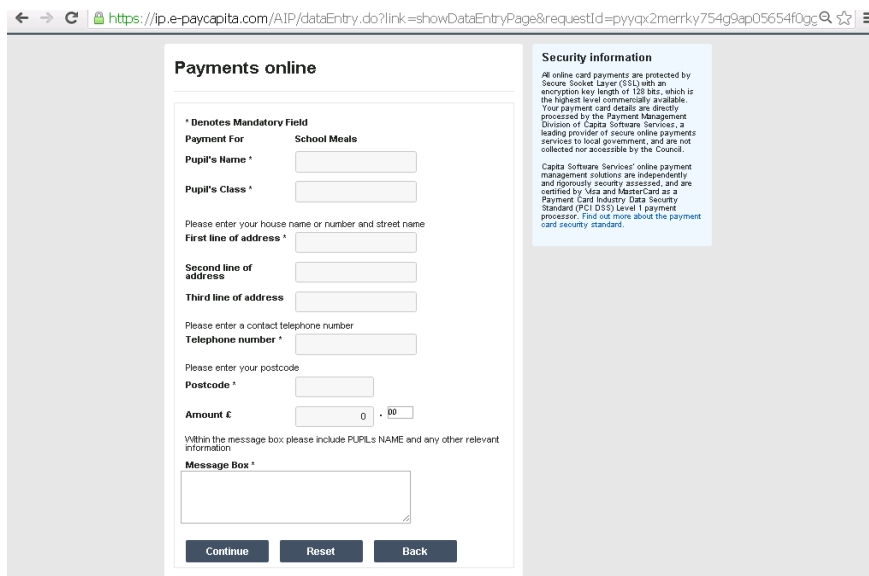 https://ip.e-paycapita.com/AIP/dataEntry.do?link=showDataEntryPage&requestId=pyyqx2merrky754g9ap05654f0gg
Payments online
* Denotes Mandatory Field
Payment For School Meals
Pupil's Name *
Pupil's Class *
Please enter your house name or number and street name
First line of address *
Second line of
address
Third line of address
Please enter a contact telephone number
Telephone number *
Please enter your postcode
Postcode *
Amount £ 0 . 00
Within the message box please include PUPILs NAME and any other relevant
information
Message Box *
Continue Reset Back
Security information
All online card payments are protected by
Secure Socket Layer (SSL) with an
encryption key length of 128 bits, which is
the highest level commercially available.
Your payment card details are directly
processed by the Payment Management
Division of Capita Software Services, a
leading provider of secure online payments
services to local government, and are not
collected nor accessible by the Council.
Capita Software Services' online payment
management solutions are independently
and rigorously security assessed, and are
certified by Visa and MasterCard as a
Payment Card Industry Data Security
Standard (PCI DSS) Level 1 payment
processor. Find out more about the payment
card security standard.